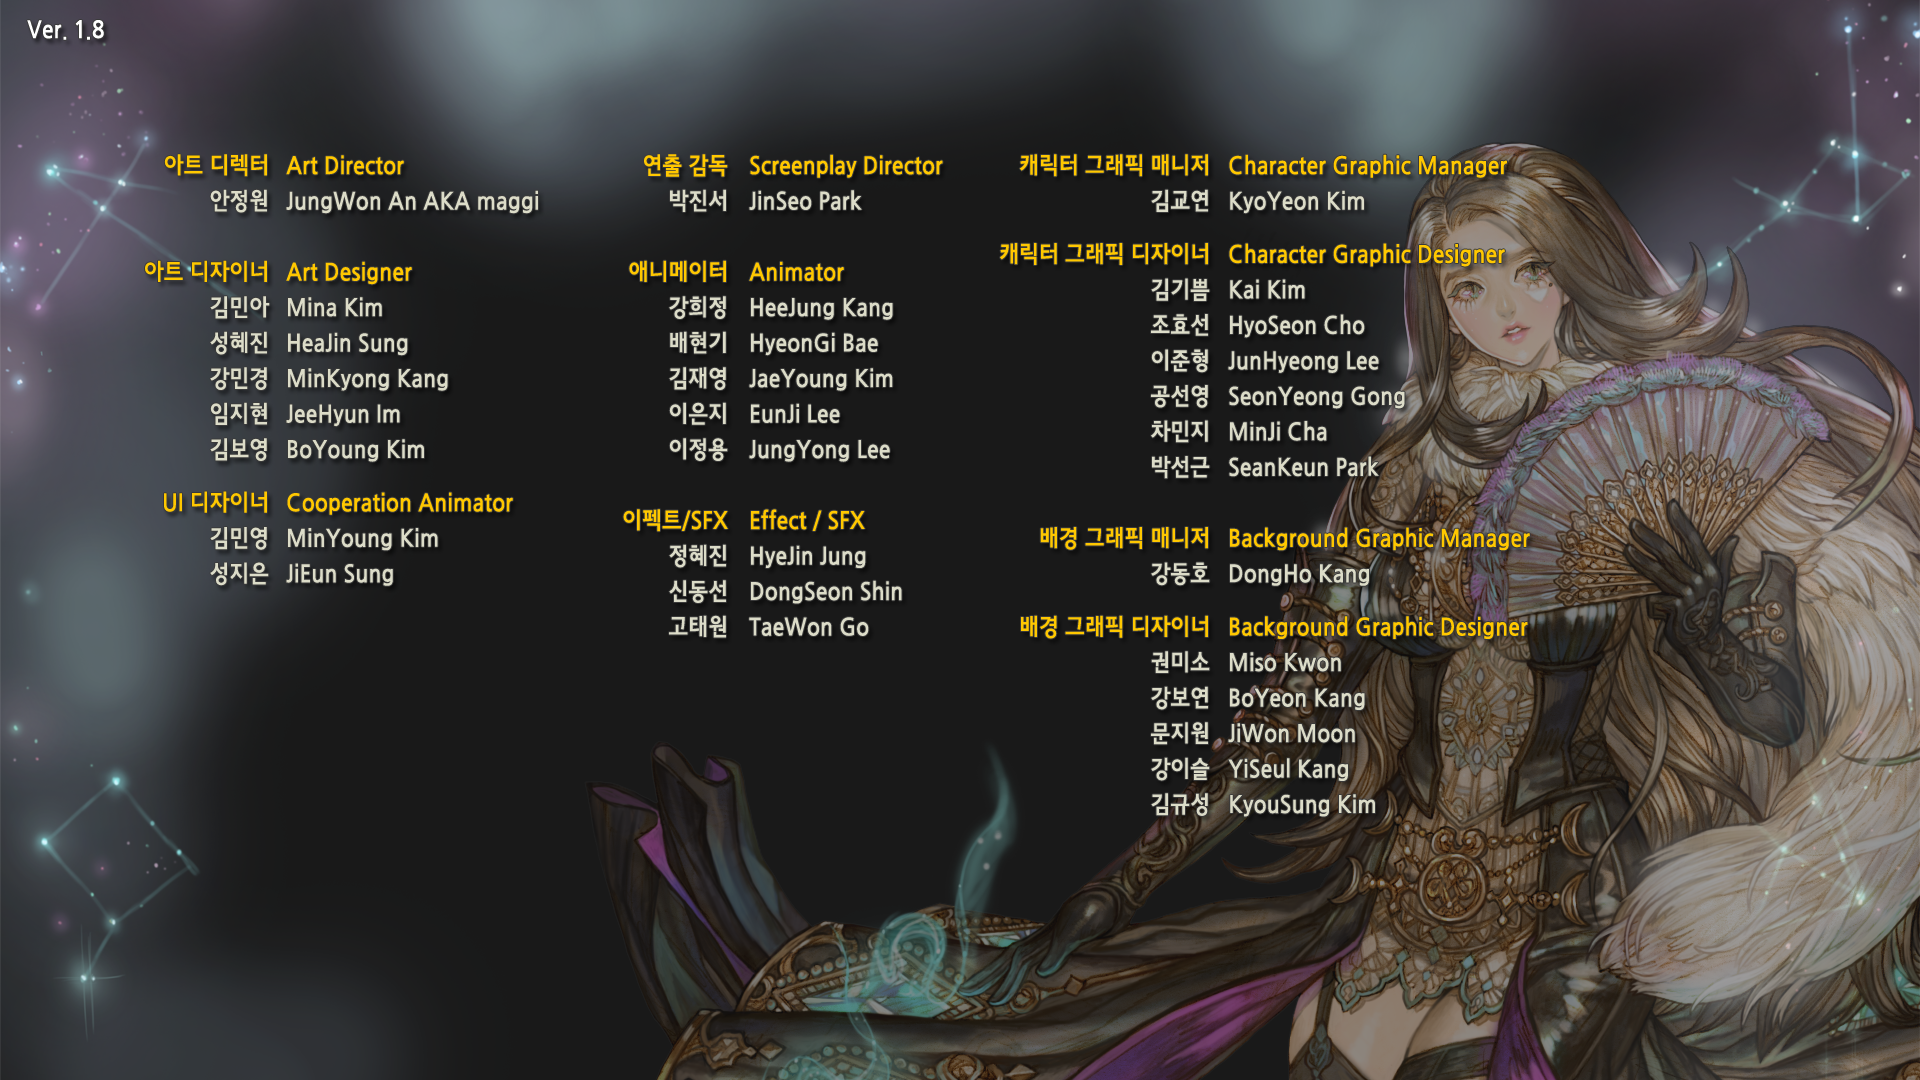 Ver. 1.8
아트 디렉터 Art Director
안정원 JungWon An AKA maggi
아트 디자이너 Art Designer
김민아 Mina Kim
성혜진 HeaJin Sung
강민경 MinKyong Kang
임지현 JeeHyun Im
김보영 BoYoung Kim
UI 디자이너 Cooperation Animator
김민영 MinYoung Kim
성지은 JiEun Sung
연출 감독 Screenplay Director
박진서 JinSeo Park
애니메이터 Animator
강희정 HeeJung Kang
배현기 HyeonGi Bae
김재영 JaeYoung Kim
이은지 EunJi Lee
이정용 JungYong Lee
이펙트/SFX Effect / SFX
정혜진 HyeJin Jung
신동선 DongSeon Shin
고태원 TaeWon Go
캐릭터 그래픽 매니저 Character Graphic Manager
김교연 KyoYeon Kim
캐릭터 그래픽 디자이너 Character Graphic Designer
김기쁨 Kai Kim
조효선 HyoSeon Cho
이준형 JunHyeong Lee
공선영 SeonYeong Gong
차민지 MinJi Cha
박선근 SeanKeun Park
배경 그래픽 매니저 Background Graphic Manager
강동호 DongHo Kang
배경 그래픽 디자이너 Background Graphic Designer
권미소 Miso Kwon
강보연 BoYeon Kang
문지원 JiWon Moon
강이슬 YiSeul Kang
김규성 KyouSung Kim